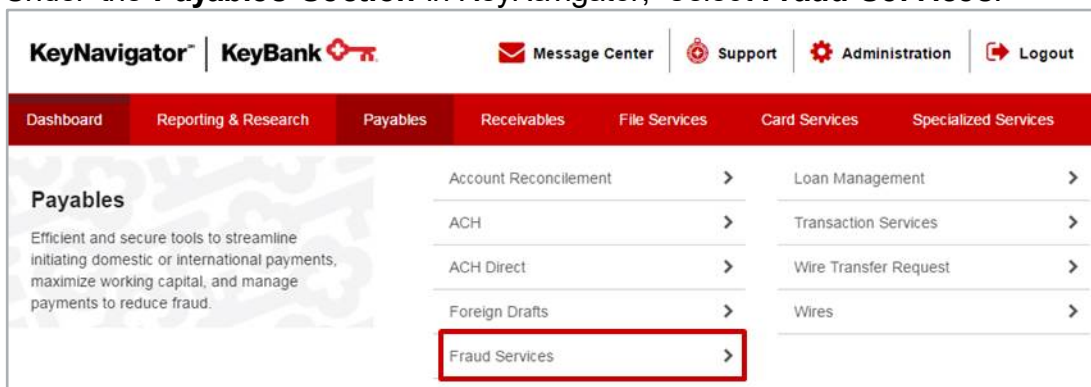 Under the Payables Section in KeyNavigator, select Fraud Services.
KeyNavigator℠ | KeyBank
Message Center
Support
Administration
Logout
Dashboard
Reporting & Research
Payables
Receivables
File Services
Card Services
Specialized Services
Payables
Efficient and secure tools to streamline
initiating domestic or international payments,
maximize working capital, and manage
payments to reduce fraud.
Account Reconcilement
ACH
ACH Direct
Foreign Drafts
Fraud Services
Loan Management
Transaction Services
Wire Transfer Request
Wires